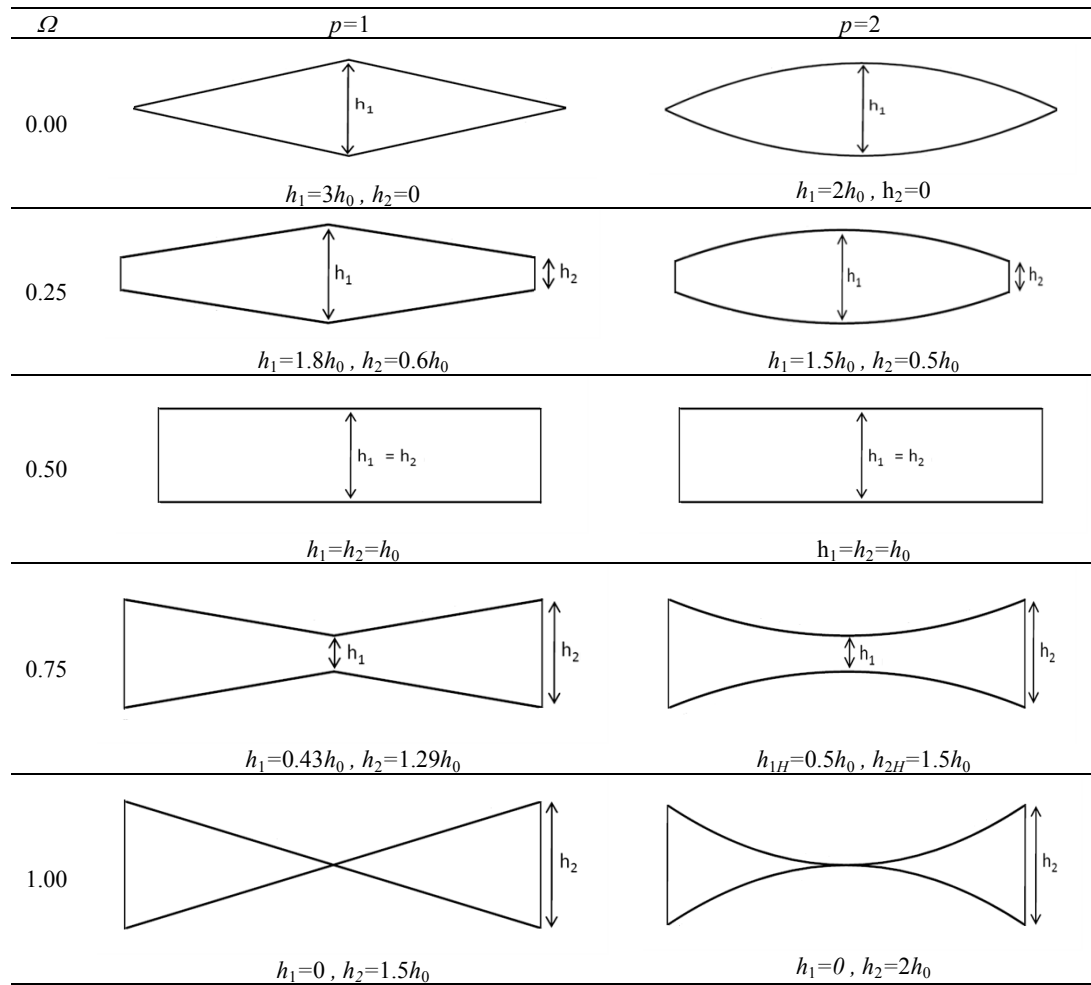 Ω p=1 p=2
h₁ h₁
0.00
h₁=3h₀ , h₂=0 h₁=2h₀ , h₂=0
h₁ h₂ h₁ h₂
0.25
h₁=1.8h₀ , h₂=0.6h₀ h₁=1.5h₀ , h₂=0.5h₀
h₁ = h₂ h₁ = h₂
0.50
h₁=h₂=h₀ h₁=h₂=h₀
h₁ h₂ h₁ h₂
0.75
h₁=0.43h₀ , h₂=1.29h₀ h₁H=0.5h₀ , h₂H=1.5h₀
h₂ h₂
1.00
h₁=0 , h₂=1.5h₀ h₁=0 , h₂=2h₀